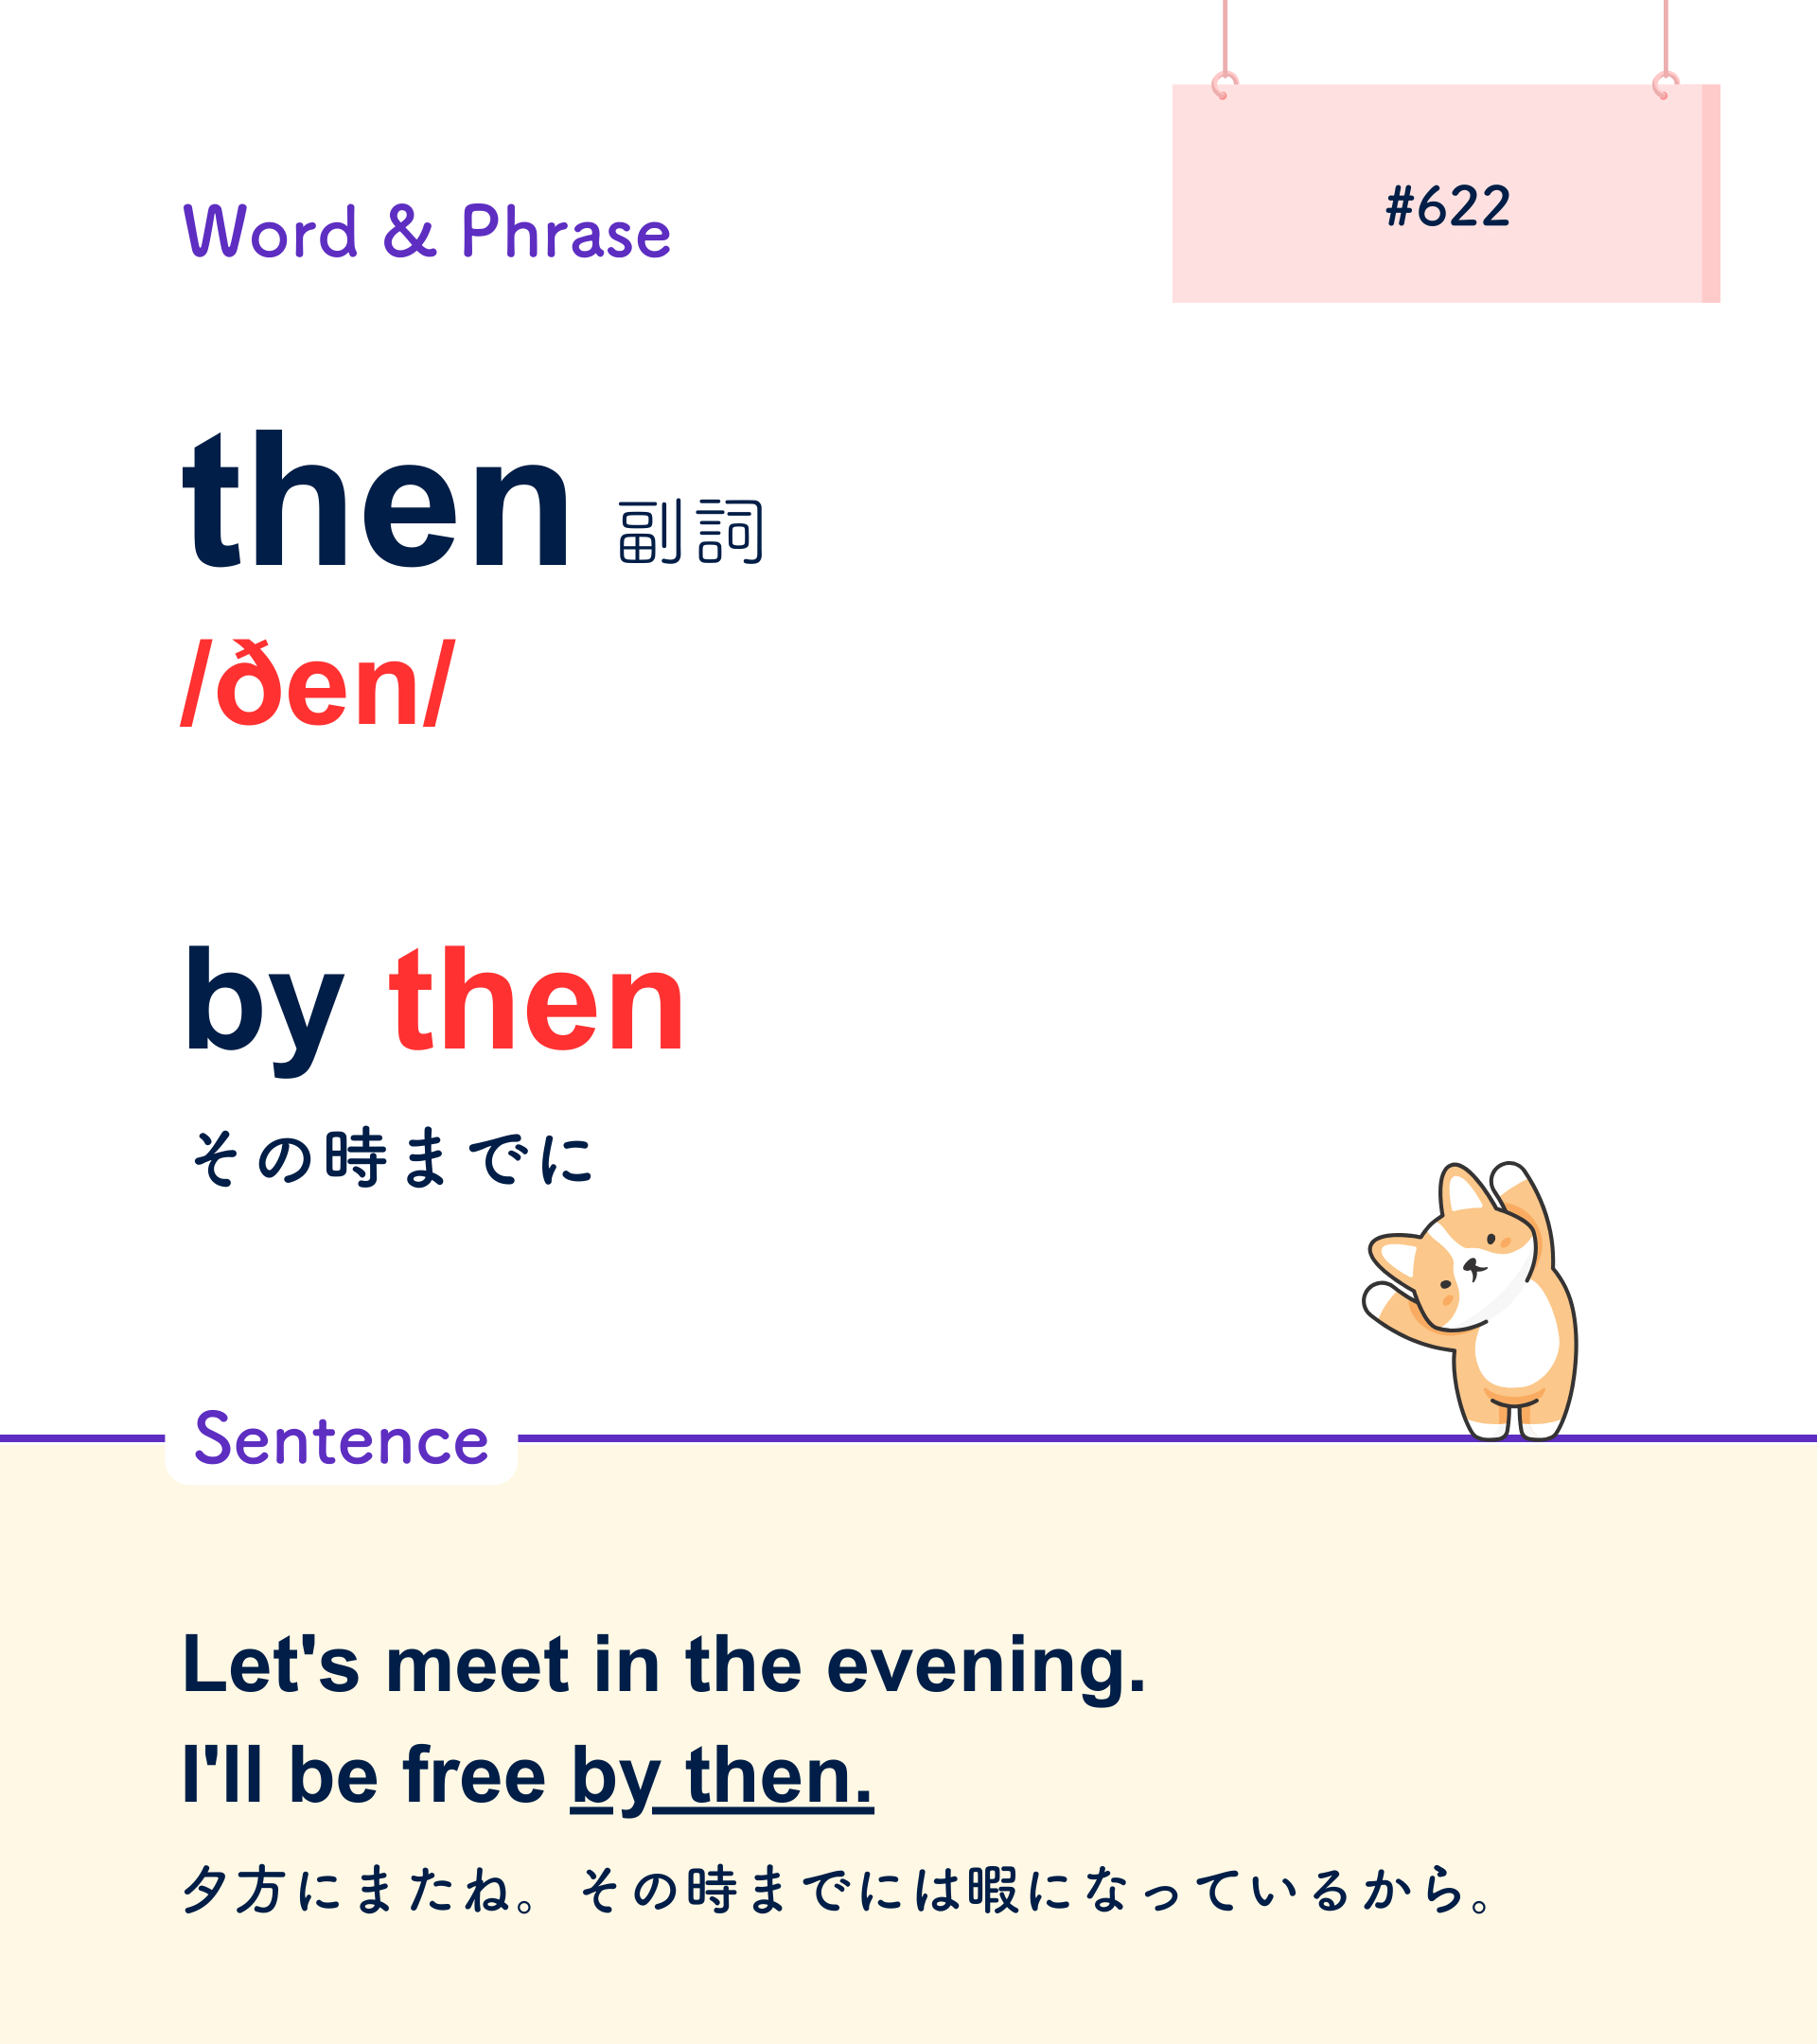 #622
Word & Phrase
then 副詞
/ðen/
by then
その時までに
Sentence
Let's meet in the evening.
I'll be free by then.
夕方にまたね。 その時までには暇になっているから。